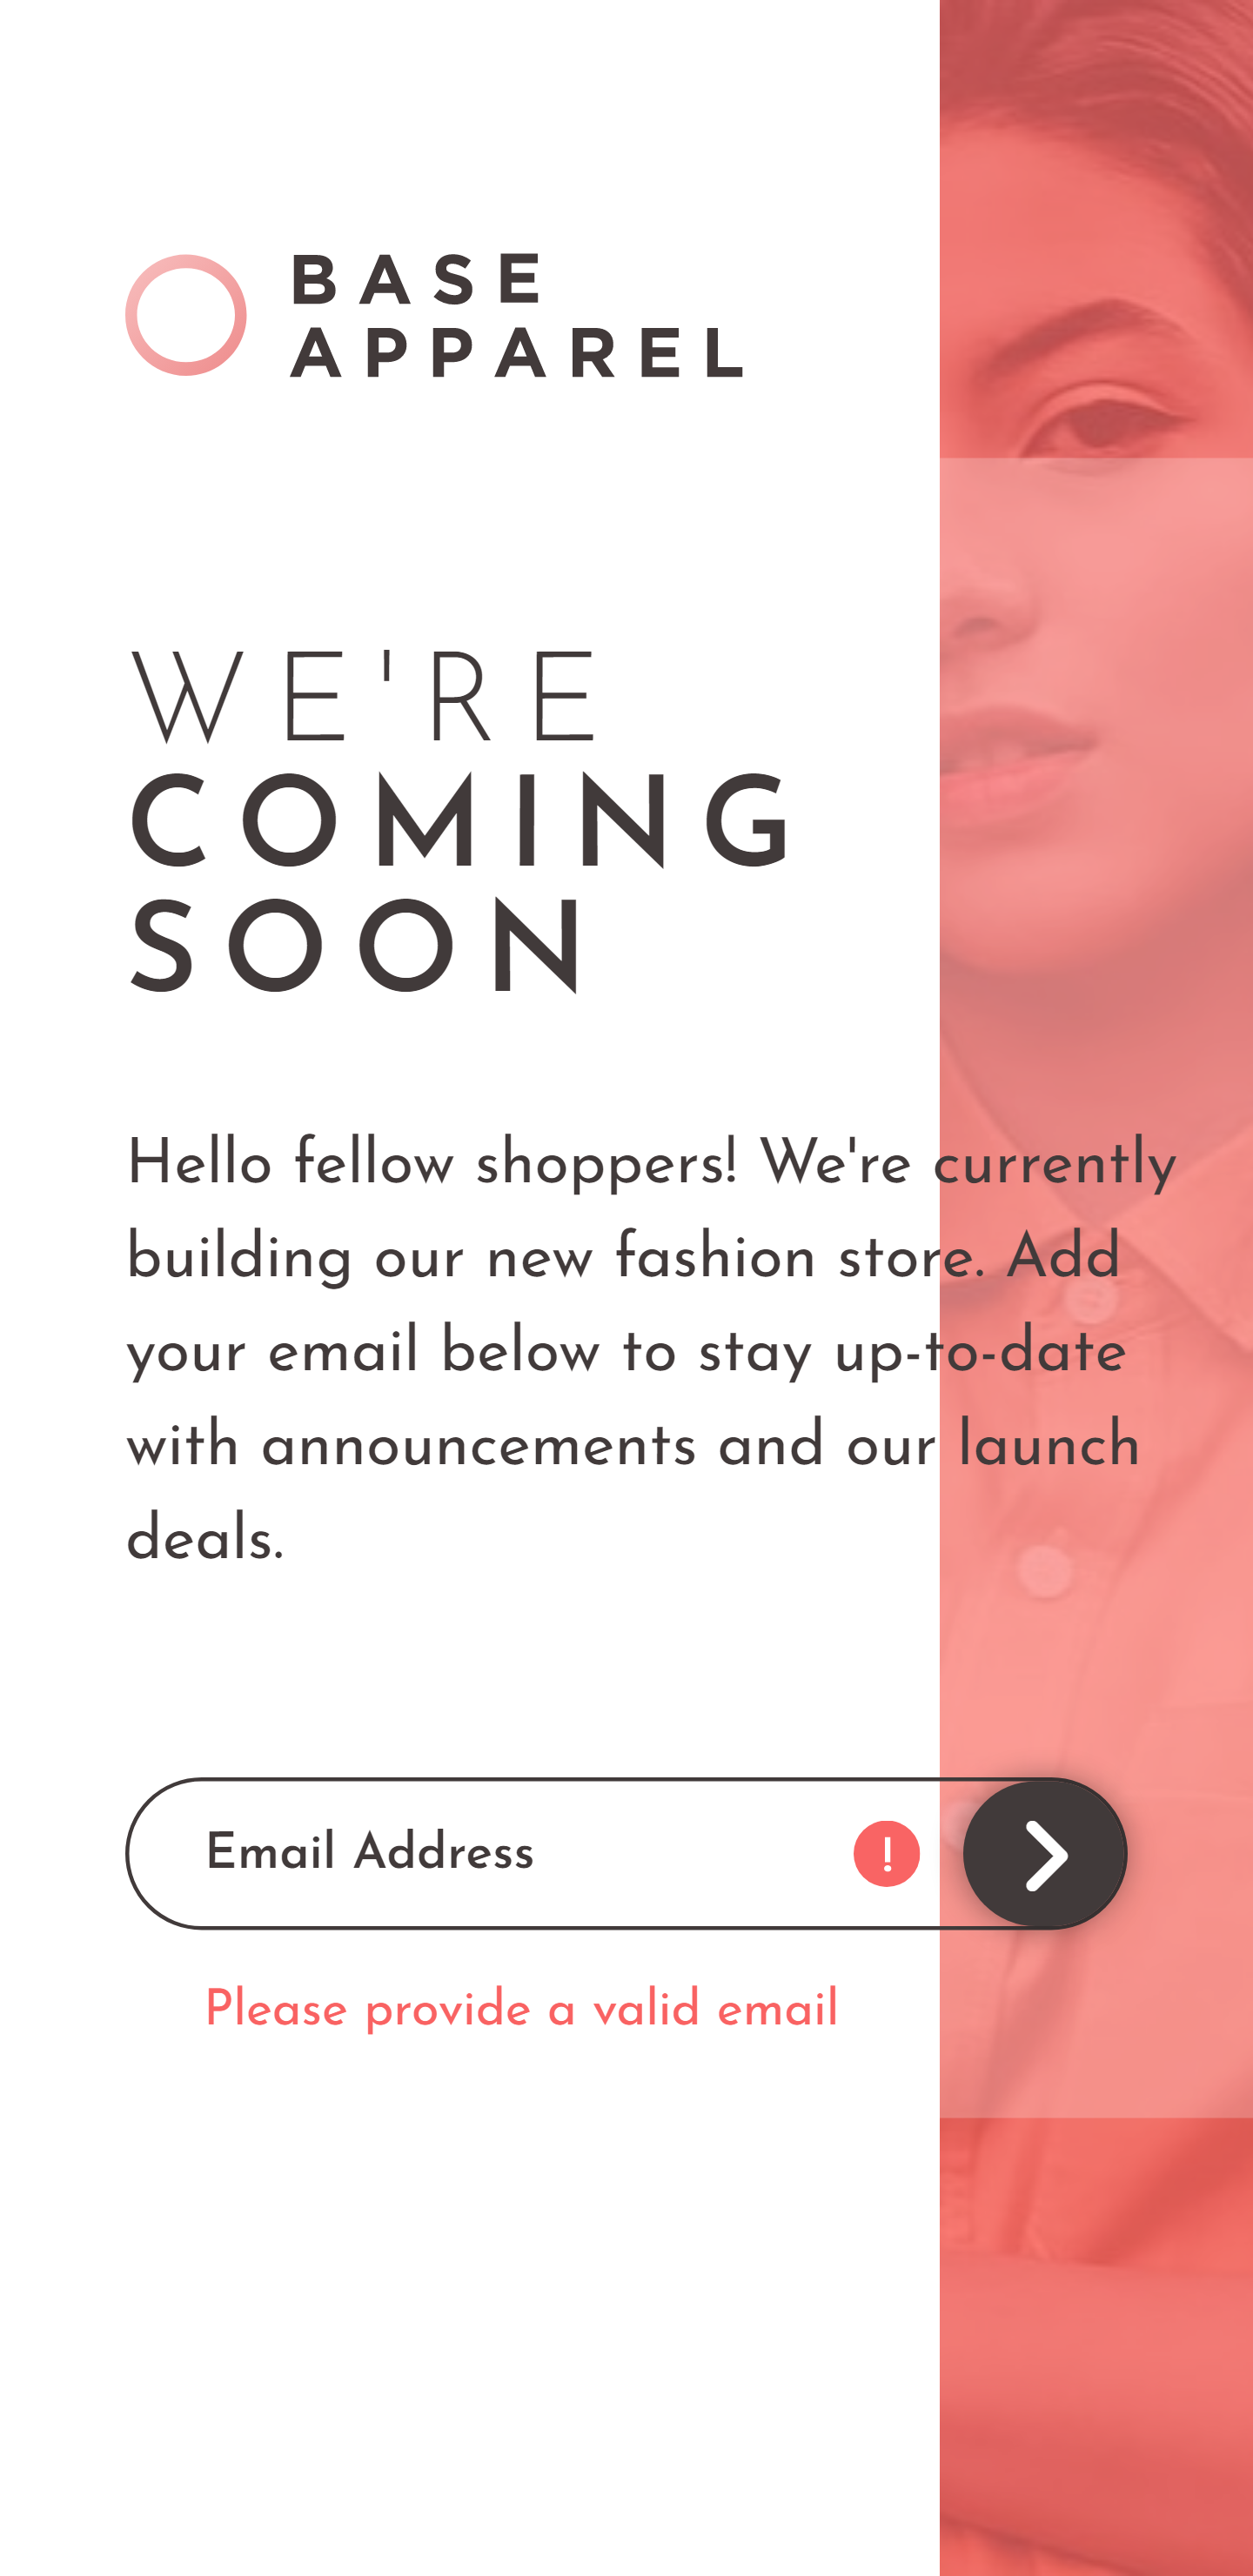 BASE
APPAREL
WE'RE
COMING
SOON
Hello fellow shoppers! We're currently
building our new fashion store. Add
your email below to stay up-to-date
with announcements and our launch
deals.
Email Address
!
Please provide a valid email